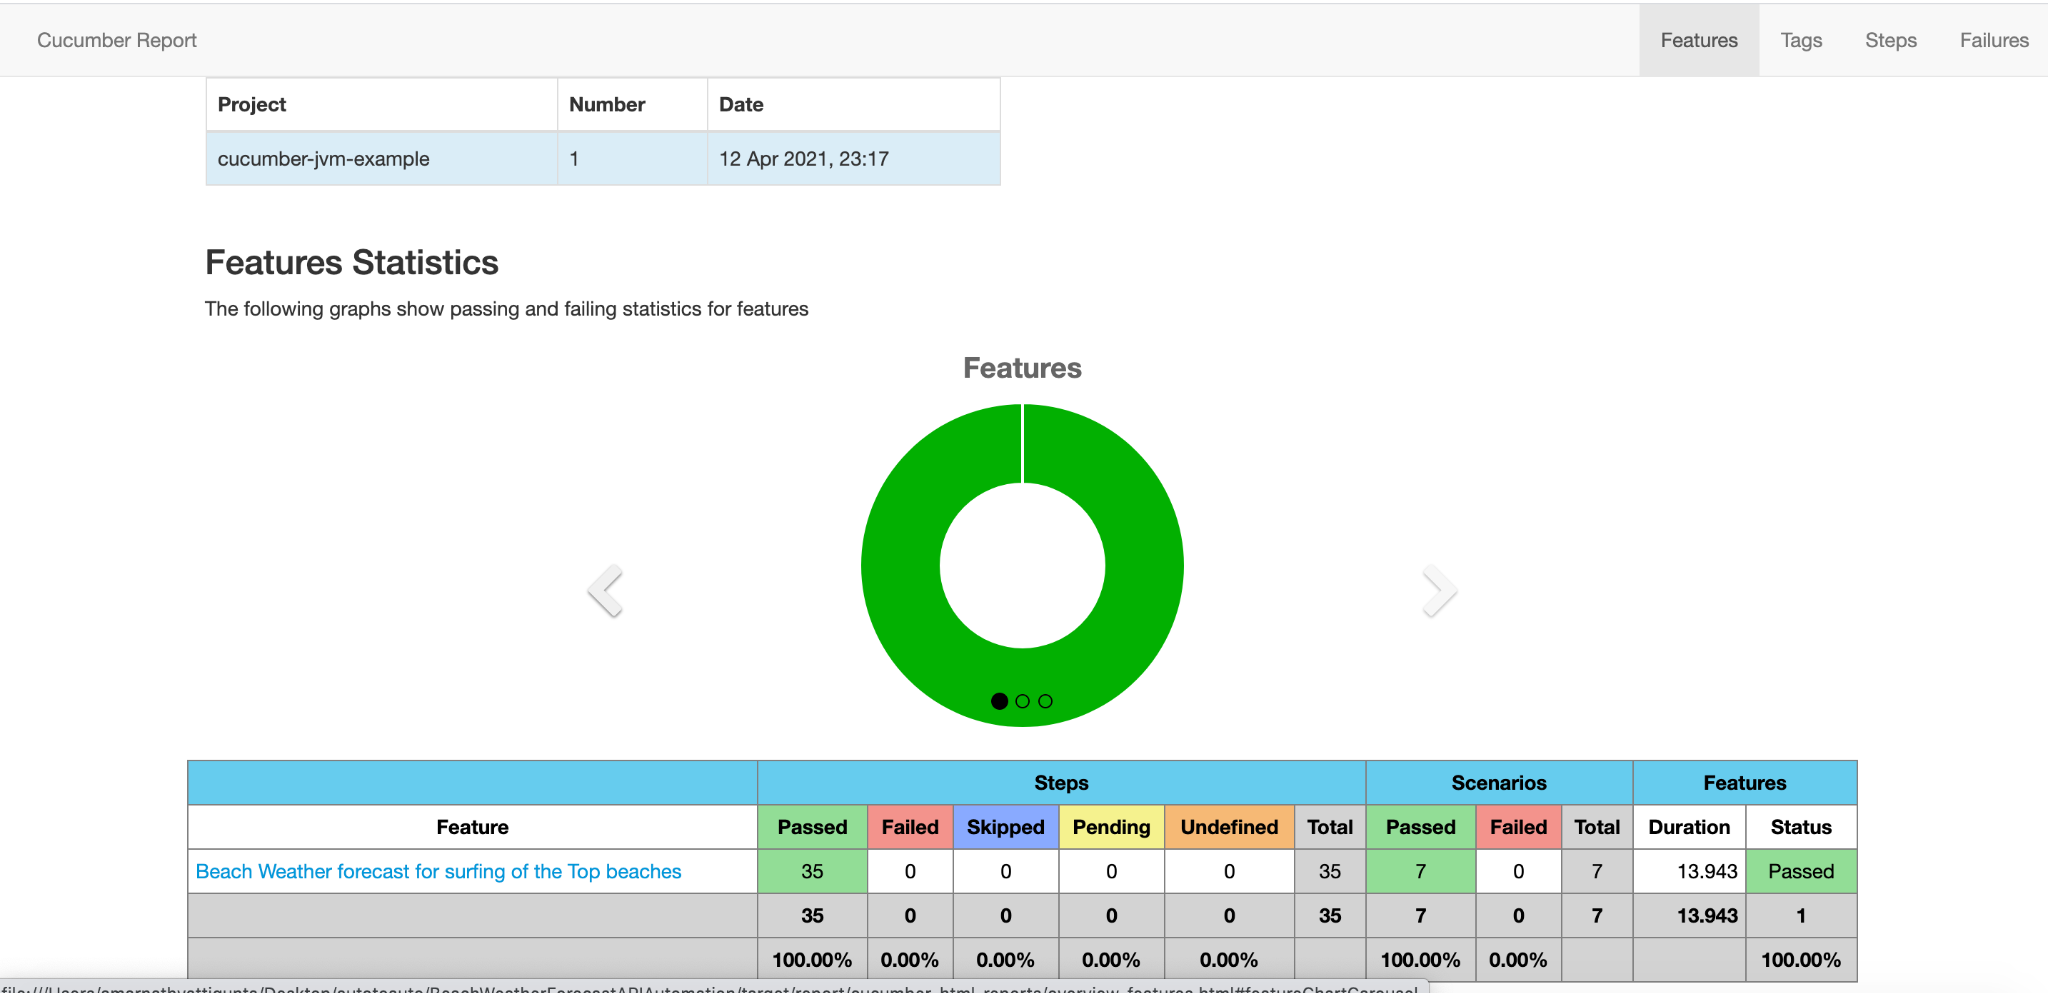 Cucumber Report Features Tags Steps Failures
Project Number Date
cucumber-jvm-example 1 12 Apr 2021, 23:17
Features Statistics
The following graphs show passing and failing statistics for features
Features
Steps Scenarios Features
Feature Passed Failed Skipped Pending Undefined Total Passed Failed Total Duration Status
Beach Weather forecast for surfing of the Top beaches 35 0 0 0 0 35 7 0 7 13.943 Passed
35 0 0 0 0 35 7 0 7 13.943 1
100.00% 0.00% 0.00% 0.00% 0.00% 100.00% 0.00% 100.00%